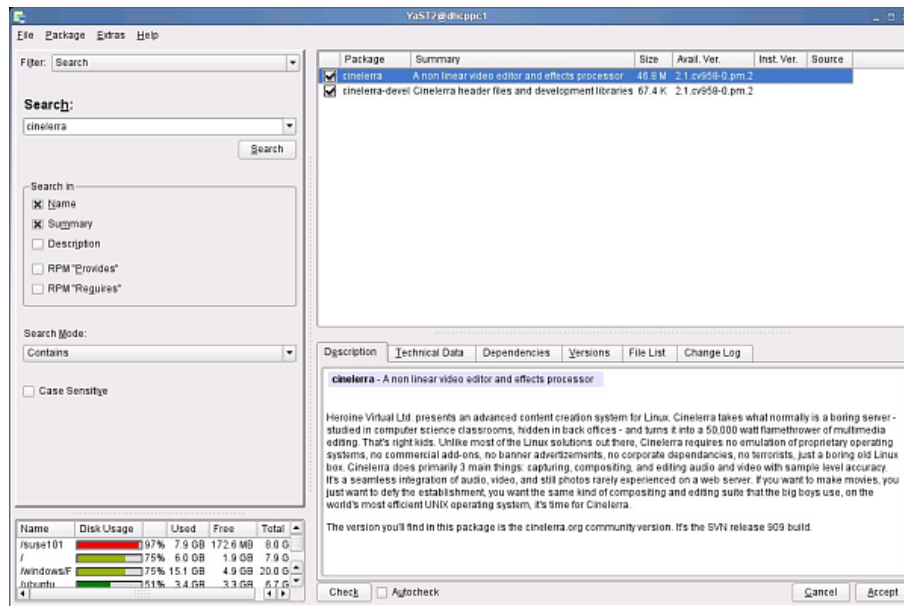 YaST2@dhcppc1
File Package Extras Help
Filter: Search
Search:
cinelerra
Search
Search in
Name
Summary
Description
RPM "Provides"
RPM "Requires"
Search Mode:
Contains
Case Sensitive
Name Disk Usage Used Free Total
/suse101 97% 7.9 GB 172.6 MB 8.0 G
/ 75% 6.0 GB 1.9 GB 7.9 G
/windows/F 75% 15.1 GB 4.9 GB 20.0 G
/ubuntu 51% 3.4 GB 3.3 GB 6.7 G
Package Summary Size Avail. Ver. Inst. Ver. Source
cinelerra A non linear video editor and effects processor 46.8 M 2.1.cv958-0.pm.2
cinelerra-devel Cinelerra header files and development libraries 67.4 K 2.1.cv958-0.pm.2
Description Technical Data Dependencies Versions File List Change Log
cinelerra - A non linear video editor and effects processor
Heroine Virtual Ltd. presents an advanced content creation system for Linux. Cinelerra takes what normally is a boring server -
studied in computer science classrooms, hidden in back offices - and turns it into a 50,000 watt flamethrower of multimedia
editing. That's right kids. Unlike most of the Linux solutions out there, Cinelerra requires no emulation of proprietary operating
systems, no commercial add-ons, no banner advertizements, no corporate dependancies, no terrorists, just a boring old Linux
box. Cinelerra does primarily 3 main things: capturing, compositing, and editing audio and video with sample level accuracy.
It's a seamless integration of audio, video, and still photos rarely experienced on a web server. If you want to make movies, you
just want to defy the establishment, you want the same kind of compositing and editing suite that the big boys use, on the
world's most efficient UNIX operating system, it's time for Cinelerra.
The version you'll find in this package is the cinelerra.org community version. It's the SVN release 909 build.
Check Autocheck Cancel Accept